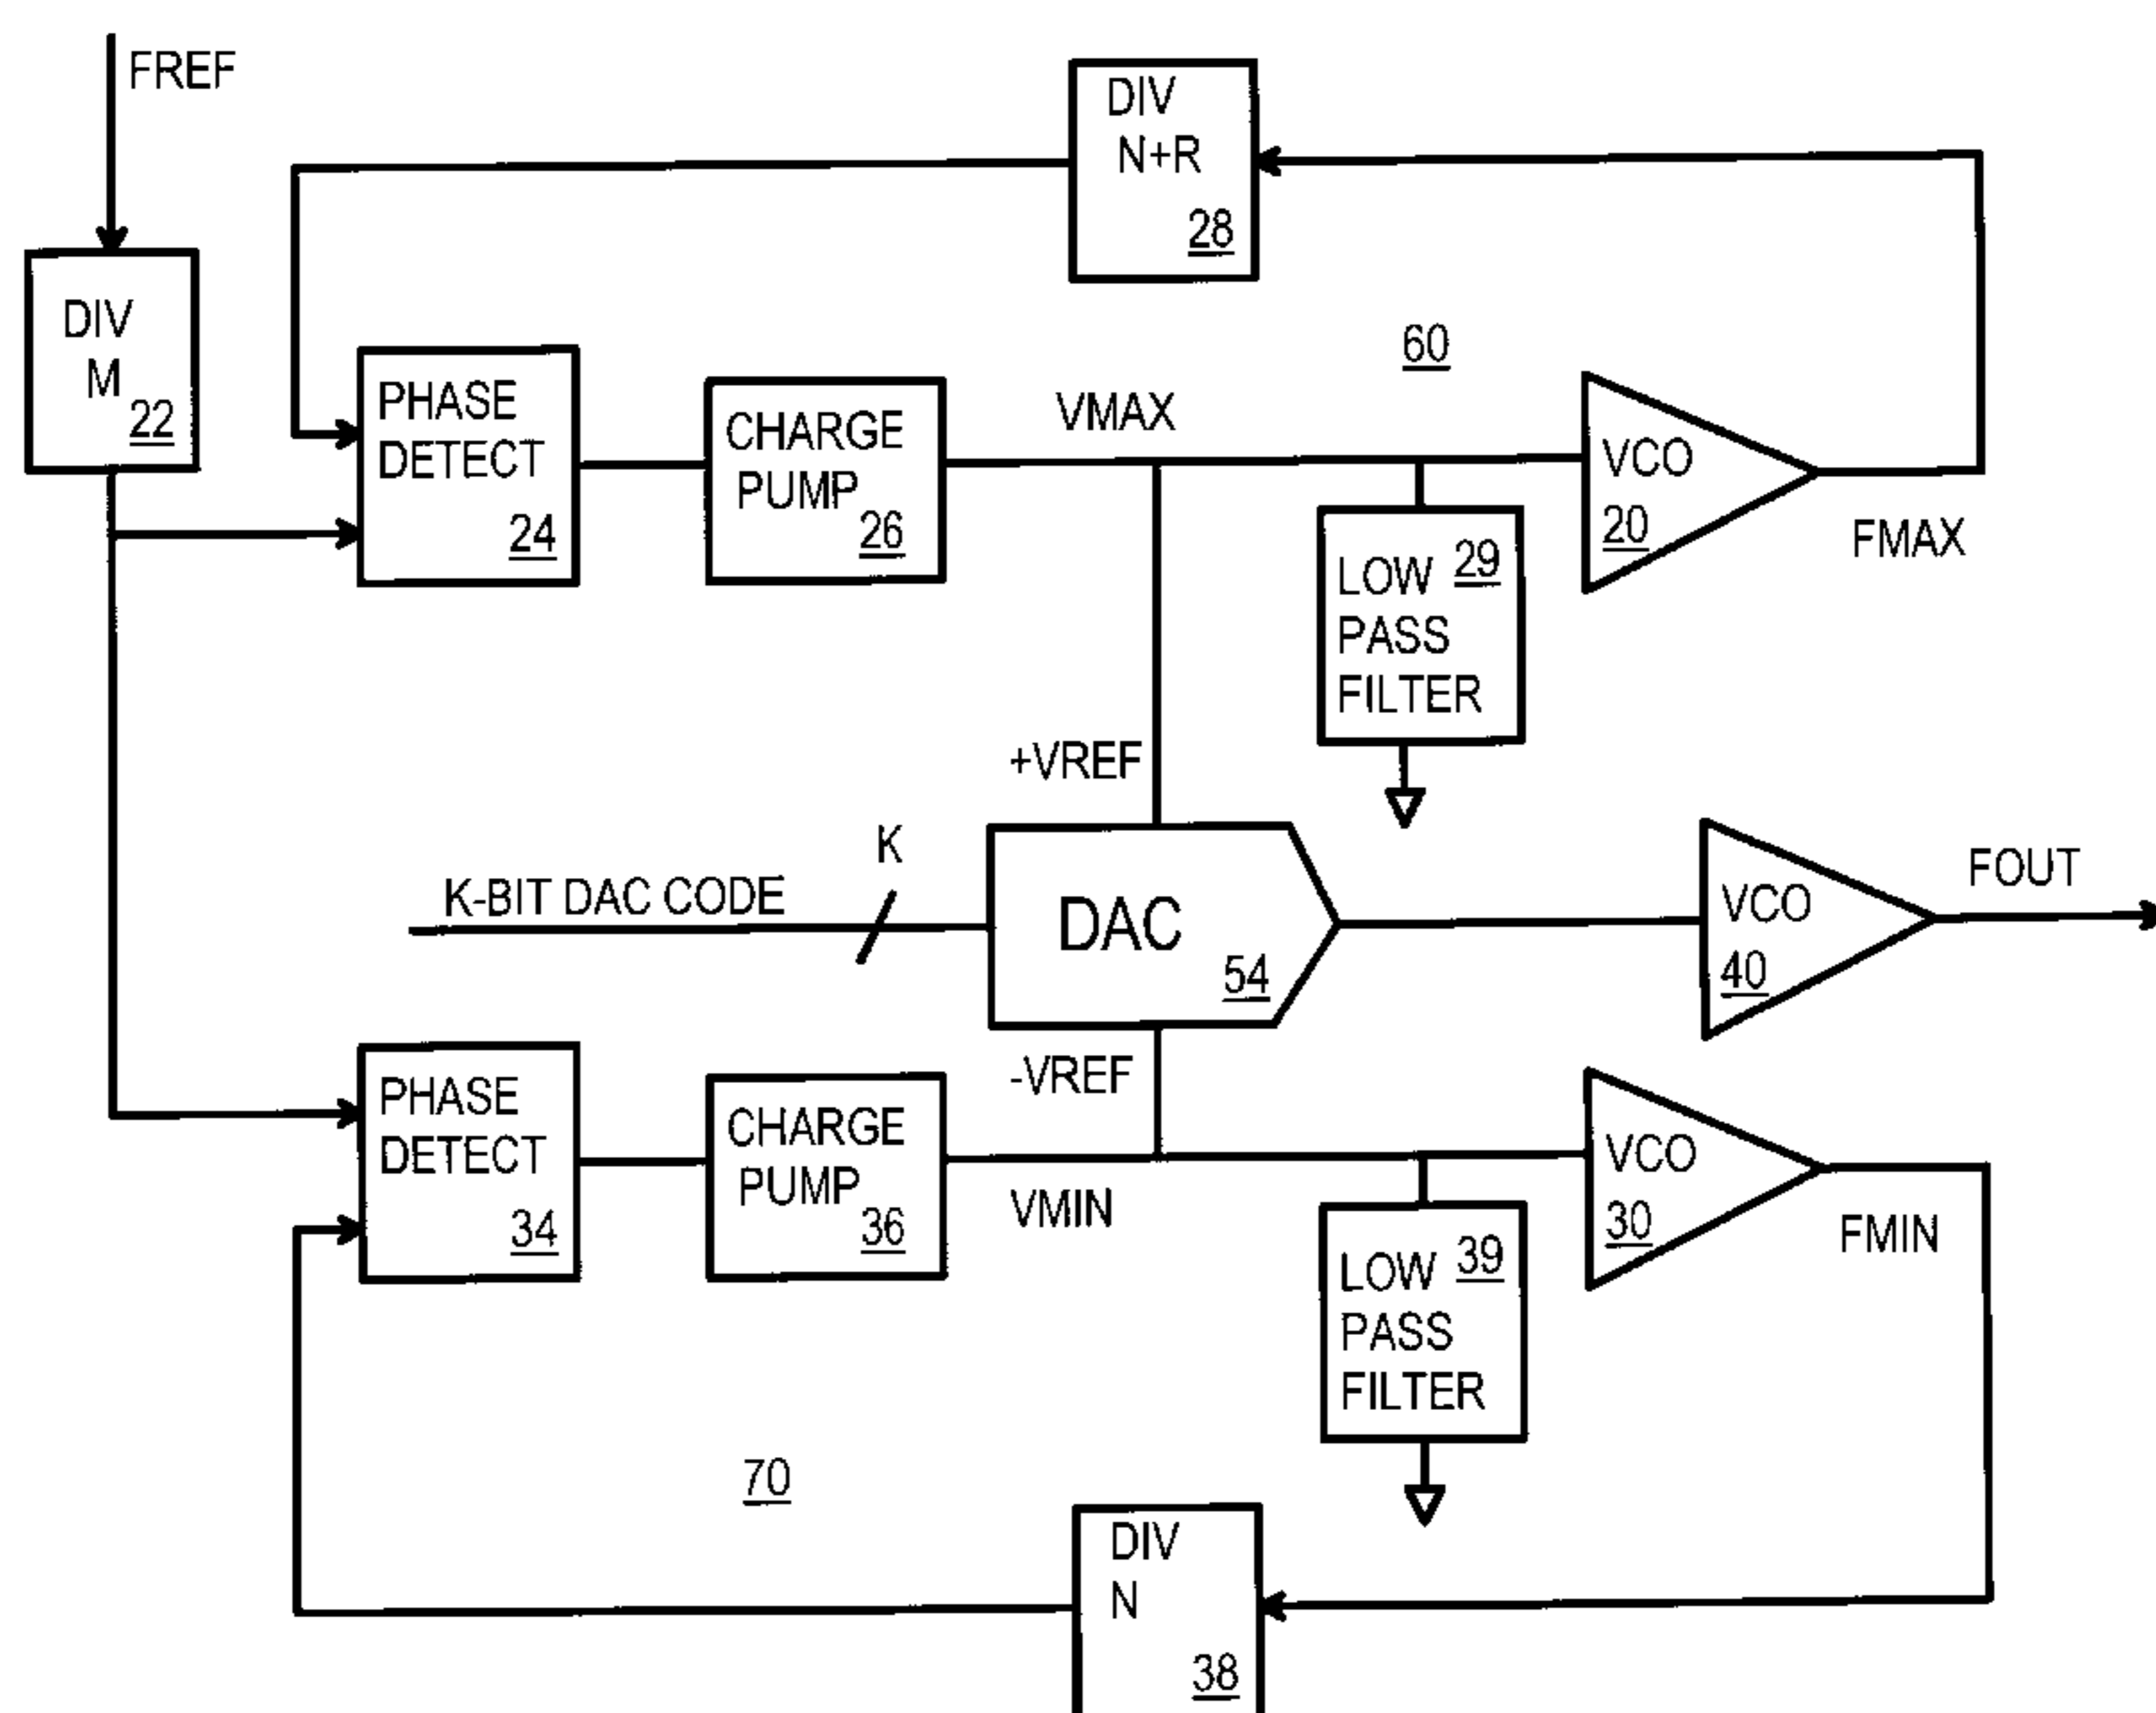 FREF
DIV
N+R
28
DIV
M
22
PHASE
DETECT
24
CHARGE
PUMP
26
VMAX
60
VCO
20
FMAX
LOW 29
PASS
FILTER
+VREF
K
K-BIT DAC CODE
DAC
54
VCO
40
FOUT
-VREF
PHASE
DETECT
34
CHARGE
PUMP
36
VMIN
VCO
30
FMIN
LOW 39
PASS
FILTER
70
DIV
N
38